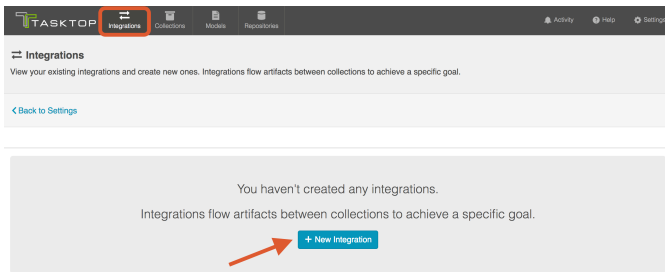 TASKTOP Integrations Collections Models Repositories Activity Help Settings
Integrations
View your existing integrations and create new ones. Integrations flow artifacts between collections to achieve a specific goal.
Back to Settings
You haven't created any integrations.
Integrations flow artifacts between collections to achieve a specific goal.
+ New Integration